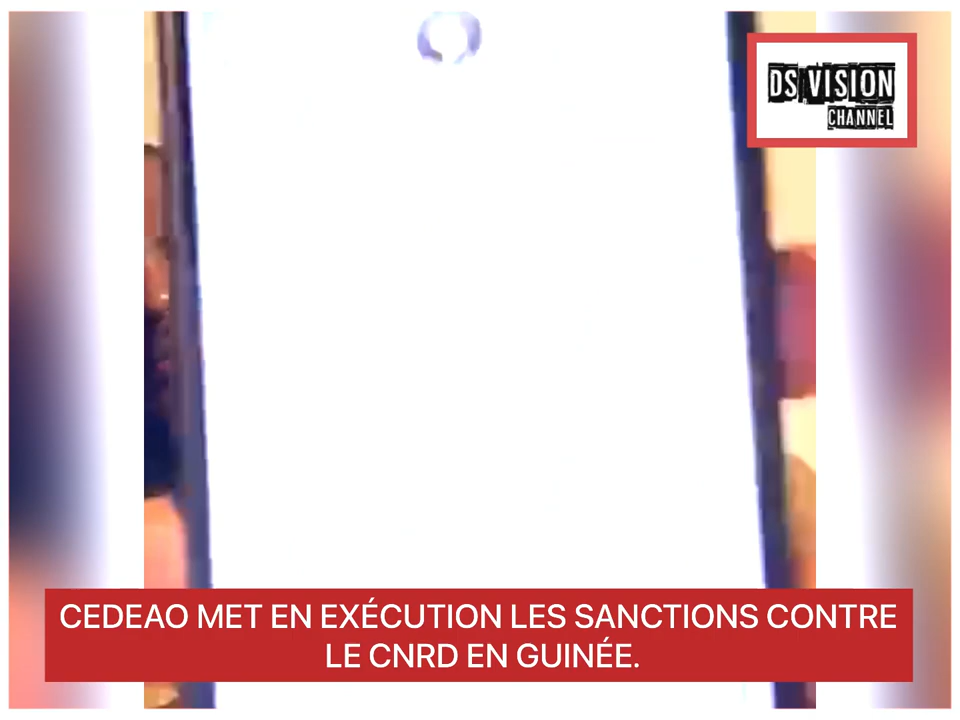 DS VISION
CHANNEL
CEDEAO MET EN EXÉCUTION LES SANCTIONS CONTRE
LE CNRD EN GUINÉE.